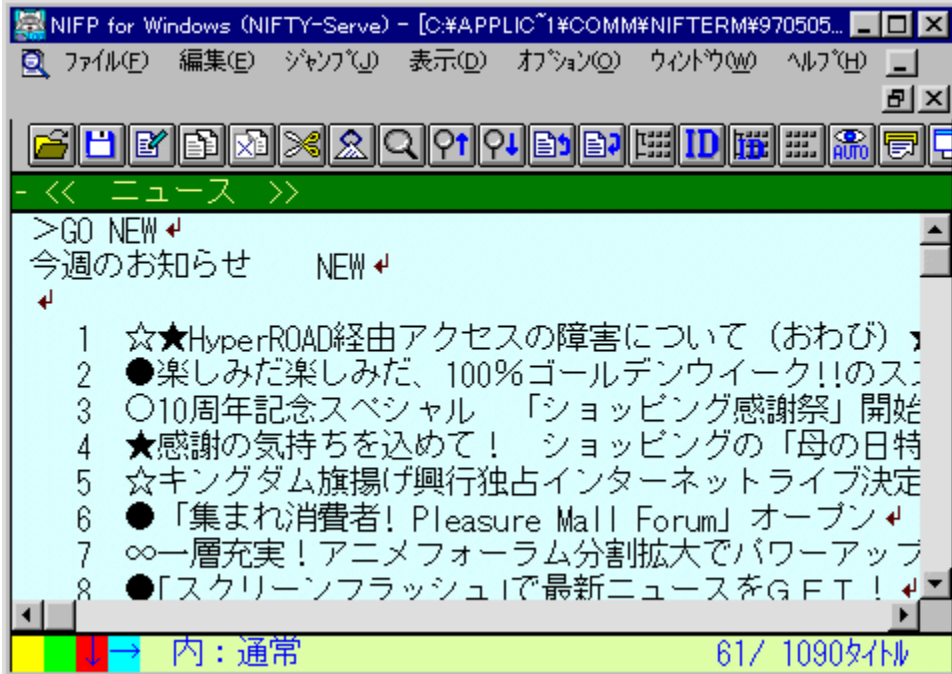 NIFP for Windows (NIFTY-Serve) - [C:¥APPLIC~1¥COMM¥NIFTERM¥970505...
ﾌｧｲﾙ(F) 編集(E) ｼﾞｬﾝﾌﾟ(J) 表示(D) ｵﾌﾟｼｮﾝ(O) ｳｨﾝﾄﾞｳ(W) ﾍﾙﾌﾟ(H)
ID ID AUTO
- << ニュース >>
＞GO NEW↲
今週のお知らせ NEW↲
↲
1 ☆★HyperROAD経由アクセスの障害について（おわび）
2 ●楽しみだ楽しみだ、100%ゴールデンウイーク!!のス
3 ○10周年記念スペシャル 「ショッピング感謝祭」開始
4 ★感謝の気持ちを込めて！ ショッピングの「母の日特
5 ☆キングダム旗揚げ興行独占インターネットライブ決定
6 ●「集まれ消費者! Pleasure Mall Forum」オープン↲
7 ∞一層充実！アニメフォーラム分割拡大でパワーアップ
8 ●「スクリーンフラッシュ」で最新ニュースをＧＥＴ！↲
↓→ 内：通常 61/ 1090ﾀｲﾄﾙ